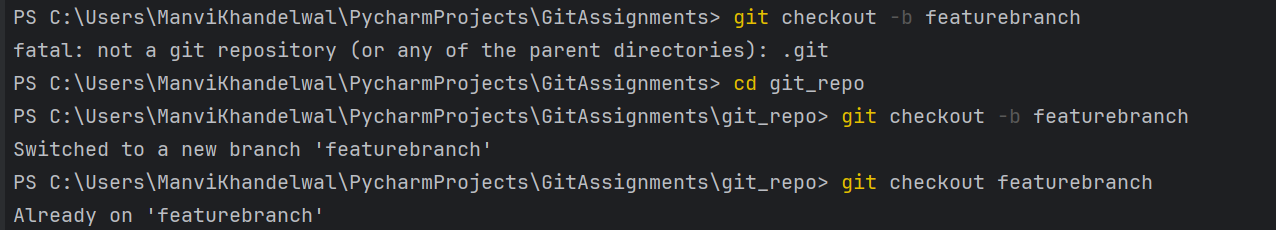 PS C:\Users\ManviKhandelwal\PycharmProjects\GitAssignments> git checkout -b featurebranch
fatal: not a git repository (or any of the parent directories): .git
PS C:\Users\ManviKhandelwal\PycharmProjects\GitAssignments> cd git_repo
PS C:\Users\ManviKhandelwal\PycharmProjects\GitAssignments\git_repo> git checkout -b featurebranch
Switched to a new branch 'featurebranch'
PS C:\Users\ManviKhandelwal\PycharmProjects\GitAssignments\git_repo> git checkout featurebranch
Already on 'featurebranch'